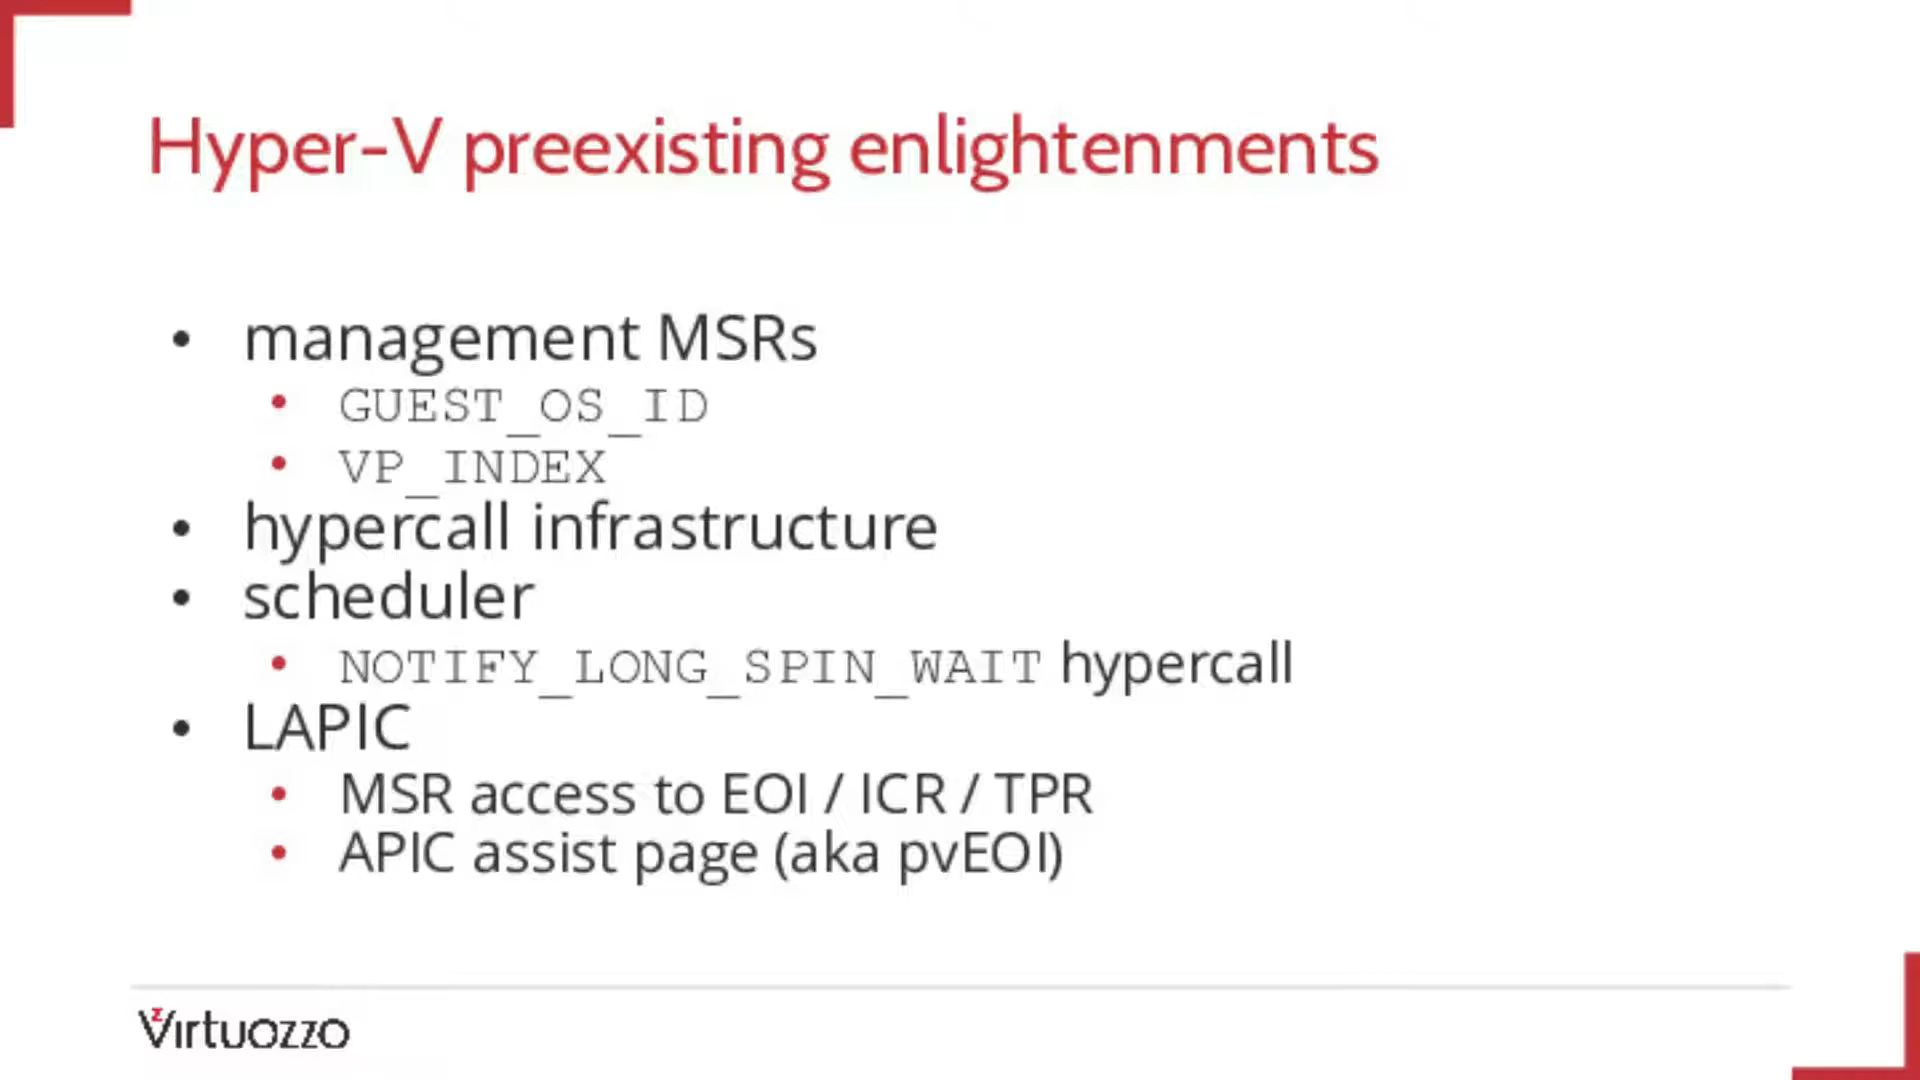 Hyper-V preexisting enlightenments
• management MSRs
• GUEST_OS_ID
• VP_INDEX
• hypercall infrastructure
• scheduler
• NOTIFY_LONG_SPIN_WAIT hypercall
• LAPIC
• MSR access to EOI / ICR / TPR
• APIC assist page (aka pvEOI)
Virtuozzo